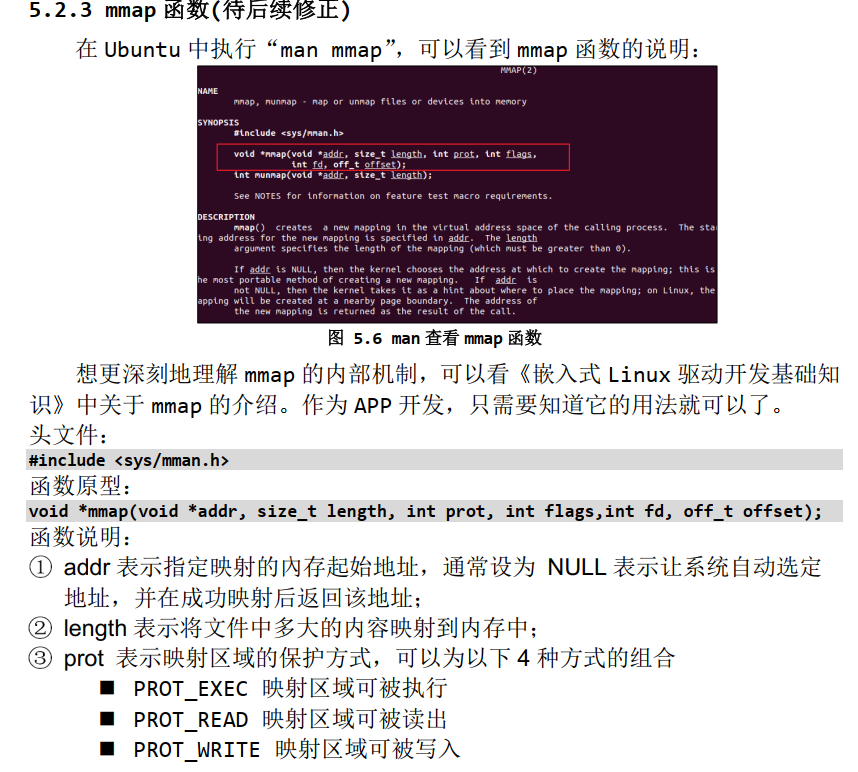 5.2.3 mmap 函数(待后续修正)
在 Ubuntu 中执行“man mmap”，可以看到 mmap 函数的说明：
MMAP(2)
NAME
mmap, munmap - map or unmap files or devices into memory
SYNOPSIS
#include <sys/mman.h>
void *mmap(void *addr, size_t length, int prot, int flags,
int fd, off_t offset);
int munmap(void *addr, size_t length);
See NOTES for information on feature test macro requirements.
DESCRIPTION
mmap() creates a new mapping in the virtual address space of the calling process. The sta
ing address for the new mapping is specified in addr. The length
argument specifies the length of the mapping (which must be greater than 0).
If addr is NULL, then the kernel chooses the address at which to create the mapping; this is
he most portable method of creating a new mapping. If addr is
not NULL, then the kernel takes it as a hint about where to place the mapping; on Linux, the
apping will be created at a nearby page boundary. The address of
the new mapping is returned as the result of the call.
图 5.6 man 查看 mmap 函数
想更深刻地理解 mmap 的内部机制，可以看《嵌入式 Linux 驱动开发基础知
识》中关于 mmap 的介绍。作为 APP 开发，只需要知道它的用法就可以了。
头文件：
#include <sys/mman.h>
函数原型：
void *mmap(void *addr, size_t length, int prot, int flags,int fd, off_t offset);
函数说明：
① addr 表示指定映射的內存起始地址，通常设为 NULL 表示让系统自动选定
地址，并在成功映射后返回该地址；
② length 表示将文件中多大的内容映射到内存中；
③ prot 表示映射区域的保护方式，可以为以下 4 种方式的组合
■ PROT_EXEC 映射区域可被执行
■ PROT_READ 映射区域可被读出
■ PROT_WRITE 映射区域可被写入